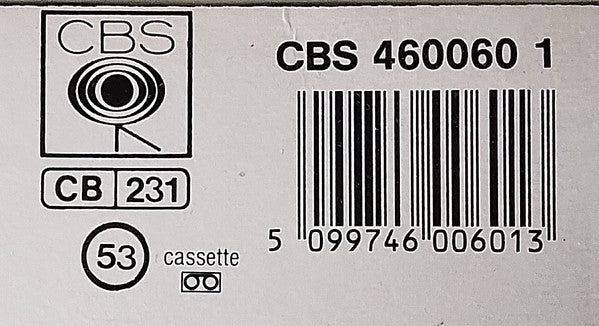 CBS
CBS 460060 1
CB 231
53 cassette
5 099746 006013